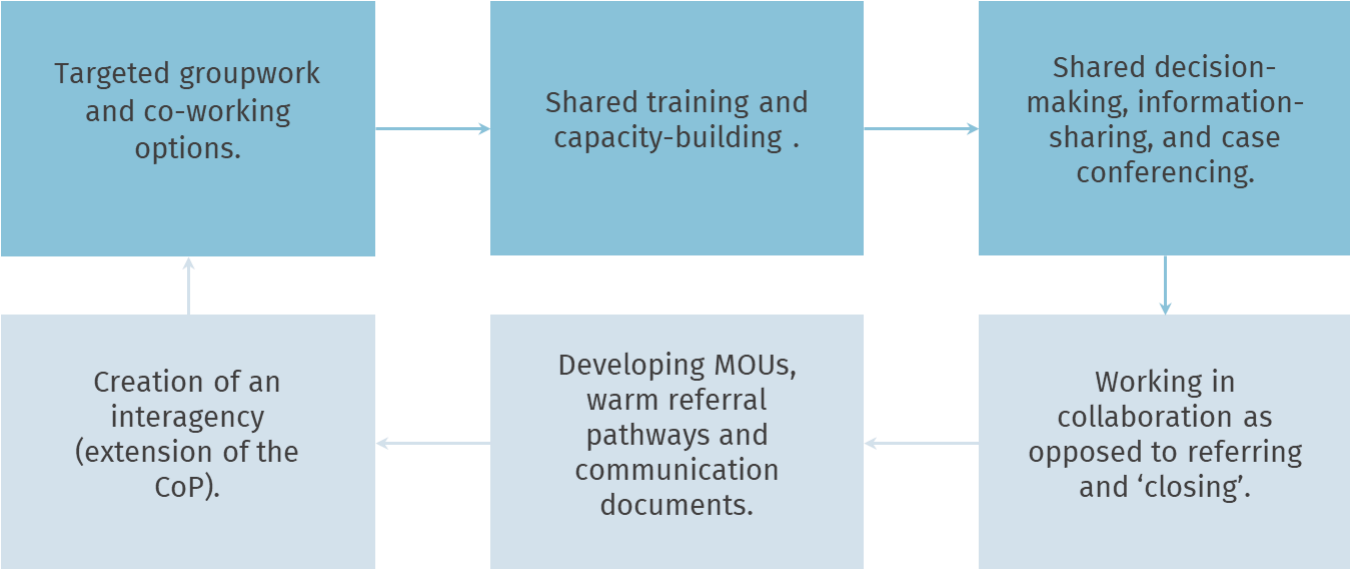 Targeted groupwork
and co-working
options.
Shared training and
capacity-building .
Shared decision-
making, information-
sharing, and case
conferencing.
Working in
collaboration as
opposed to referring
and ‘closing’.
Developing MOUs,
warm referral
pathways and
communication
documents.
Creation of an
interagency
(extension of the
CoP).